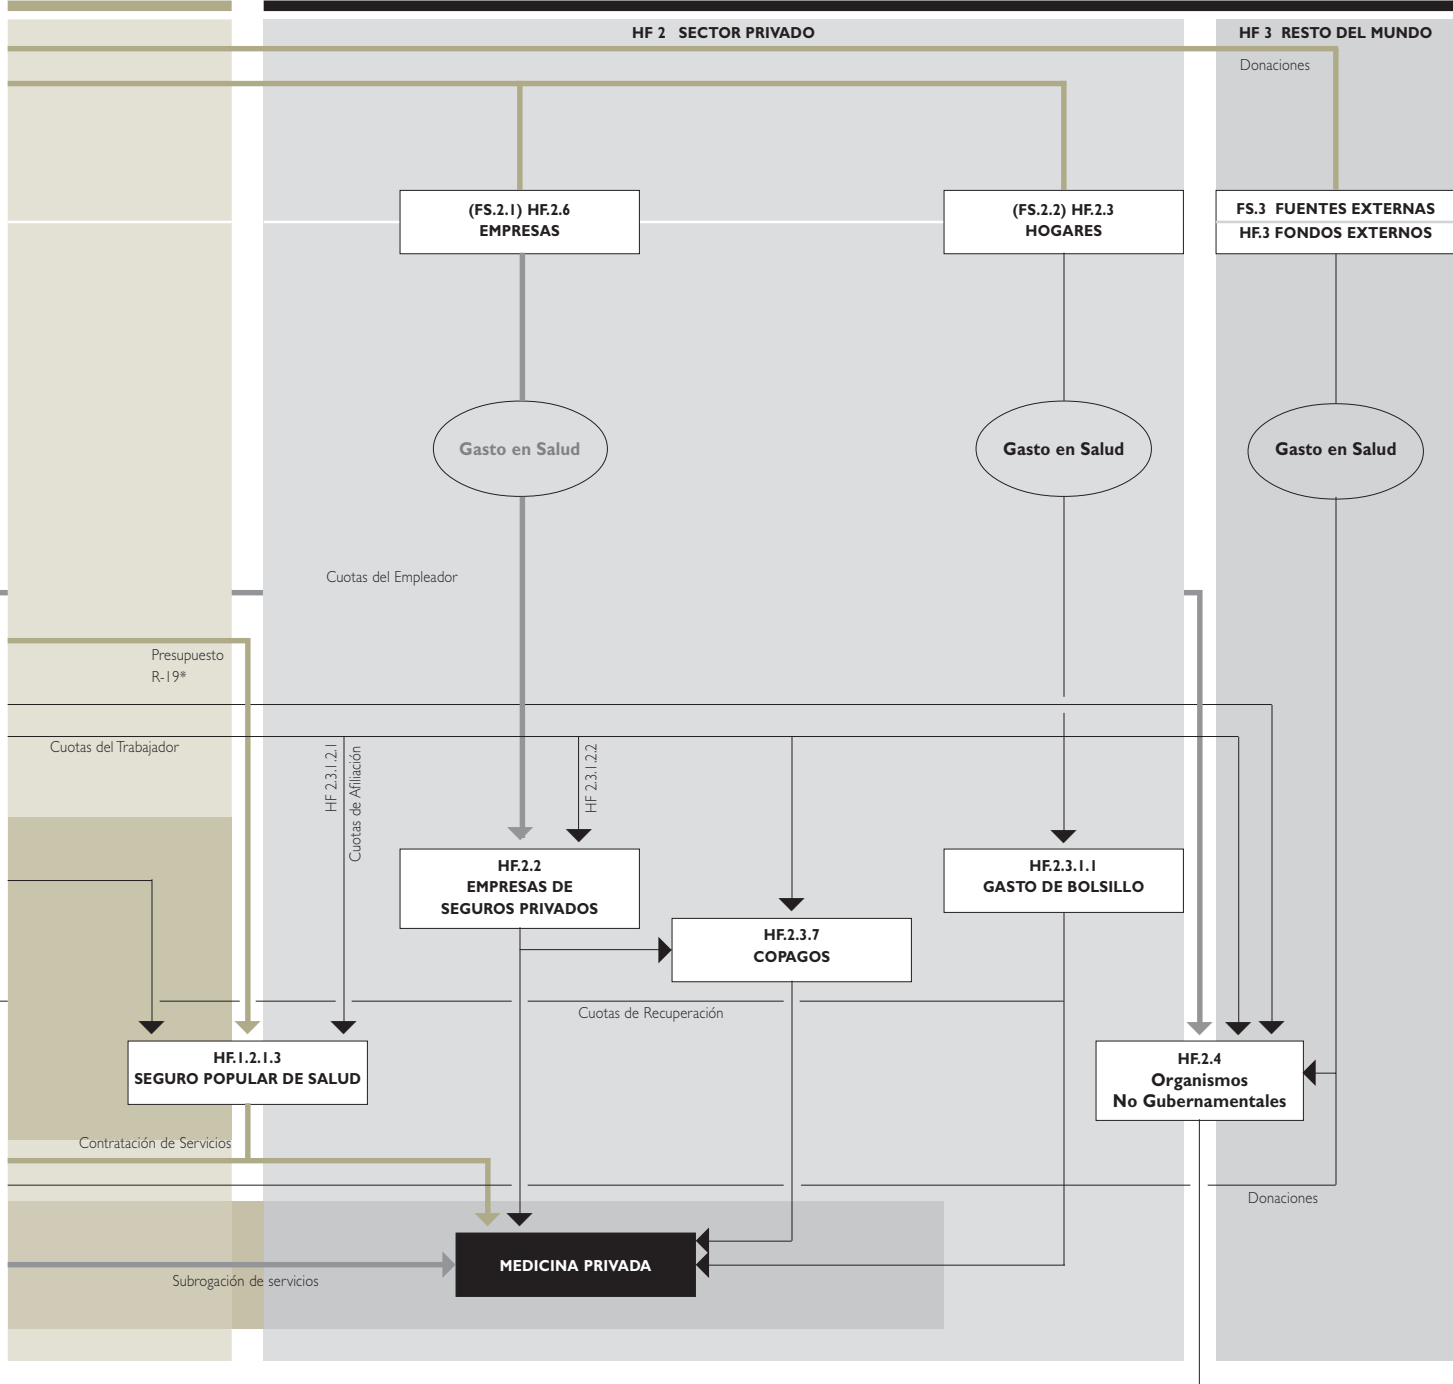 HF 2 SECTOR PRIVADO
HF 3 RESTO DEL MUNDO
Donaciones
(FS.2.1) HF.2.6
EMPRESAS
(FS.2.2) HF.2.3
HOGARES
FS.3 FUENTES EXTERNAS
HF.3 FONDOS EXTERNOS
Gasto en Salud
Gasto en Salud
Gasto en Salud
Cuotas del Empleador
Presupuesto
R-19*
Cuotas del Trabajador
HF 2.3.1.2.1
Cuotas de Afiliación
HF 2.3.1.2.2
HF.2.2
EMPRESAS DE
SEGUROS PRIVADOS
HF.2.3.1.1
GASTO DE BOLSILLO
HF.2.3.7
COPAGOS
Cuotas de Recuperación
HF.1.2.1.3
SEGURO POPULAR DE SALUD
HF.2.4
Organismos
No Gubernamentales
Contratación de Servicios
Donaciones
MEDICINA PRIVADA
Subrogación de servicios